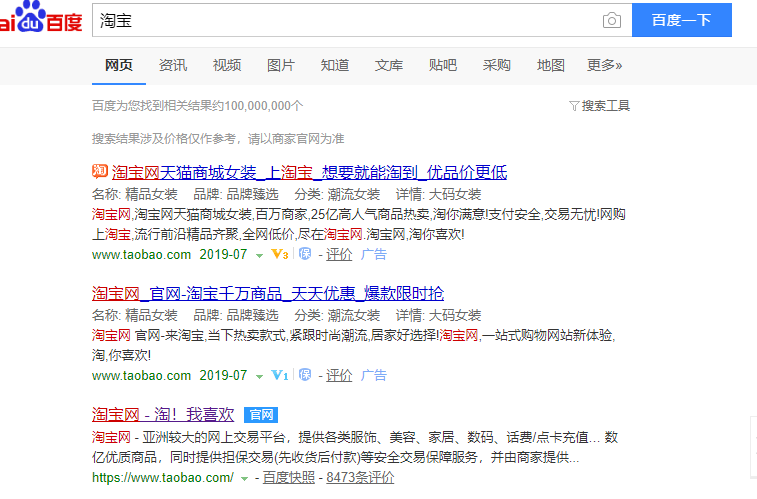 ai du 百度 淘宝 百度一下
网页 资讯 视频 图片 知道 文库 贴吧 采购 地图 更多»
百度为您找到相关结果约100,000,000个 搜索工具
搜索结果涉及价格仅作参考，请以商家官网为准
淘 淘宝网天猫商城女装_上淘宝_想要就能淘到_优品价更低
名称: 精品女装 品牌: 品牌臻选 分类: 潮流女装 详情: 大码女装
淘宝网,淘宝网天猫商城女装,百万商家,25亿高人气商品热卖,淘你满意!支付安全,交易无忧!网购
上淘宝,流行前沿精品齐聚,全网低价,尽在淘宝网.淘宝网,淘你喜欢!
www.taobao.com 2019-07 V3 保 - 评价 广告
淘宝网_官网-淘宝千万商品_天天优惠_爆款限时抢
名称: 精品女装 品牌: 品牌臻选 分类: 潮流女装 详情: 大码女装
淘宝网 官网-来淘宝,当下热卖款式,紧跟时尚潮流,居家好选择!淘宝网,一站式购物网站新体验,
淘,你喜欢!
www.taobao.com 2019-07 V1 保 - 评价 广告
淘宝网 - 淘！我喜欢 官网
淘宝网 - 亚洲较大的网上交易平台，提供各类服饰、美容、家居、数码、话费/点卡充值... 数
亿优质商品，同时提供担保交易(先收货后付款)等安全交易保障服务，并由商家提供...
https://www.taobao.com/ - 百度快照 - 8473条评价